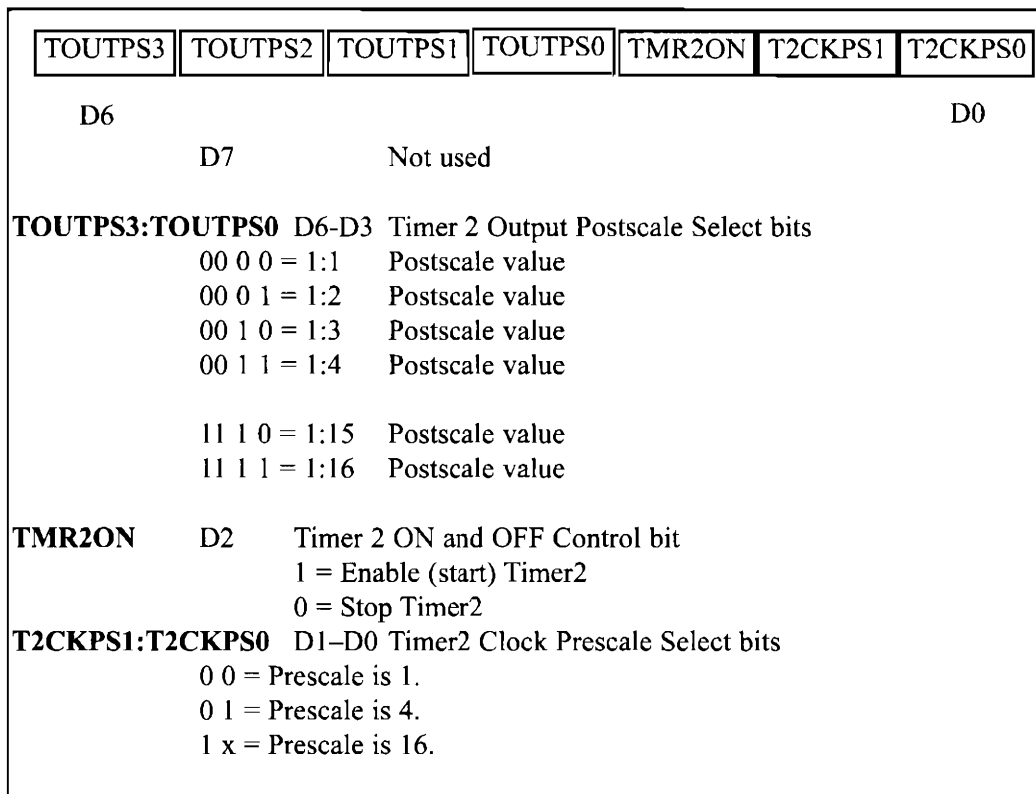 TOUTPS3 TOUTPS2 TOUTPS1 TOUTPS0 TMR2ON T2CKPS1 T2CKPS0
D6 D0
D7 Not used
TOUTPS3:TOUTPS0 D6-D3 Timer 2 Output Postscale Select bits
00 0 0 = 1:1 Postscale value
00 0 1 = 1:2 Postscale value
00 1 0 = 1:3 Postscale value
00 1 1 = 1:4 Postscale value
11 1 0 = 1:15 Postscale value
11 1 1 = 1:16 Postscale value
TMR2ON D2 Timer 2 ON and OFF Control bit
1 = Enable (start) Timer2
0 = Stop Timer2
T2CKPS1:T2CKPS0 D1–D0 Timer2 Clock Prescale Select bits
0 0 = Prescale is 1.
0 1 = Prescale is 4.
1 x = Prescale is 16.